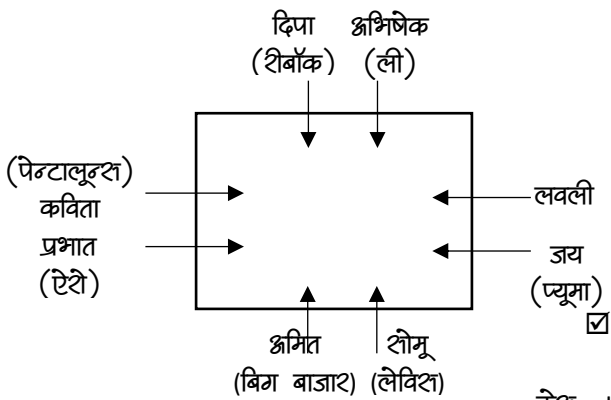 दिपा अभिषेक
(रीबॉक) (ली)
(पेन्टालून्स)
कविता
लवली
प्रभात
जय
(ऐरो)
(प्यूमा)
अमित सोमू
(बिग बाजार) (लेविस)